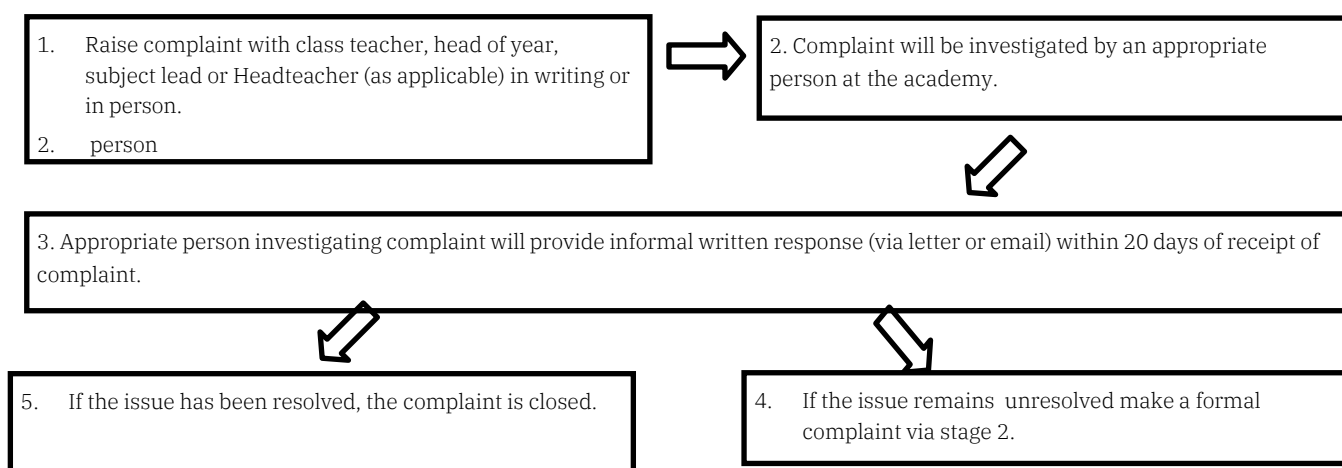 1. Raise complaint with class teacher, head of year,
subject lead or Headteacher (as applicable) in writing or
in person.
2. person
2. Complaint will be investigated by an appropriate
person at the academy.
3. Appropriate person investigating complaint will provide informal written response (via letter or email) within 20 days of receipt of
complaint.
5. If the issue has been resolved, the complaint is closed.
4. If the issue remains unresolved make a formal
complaint via stage 2.